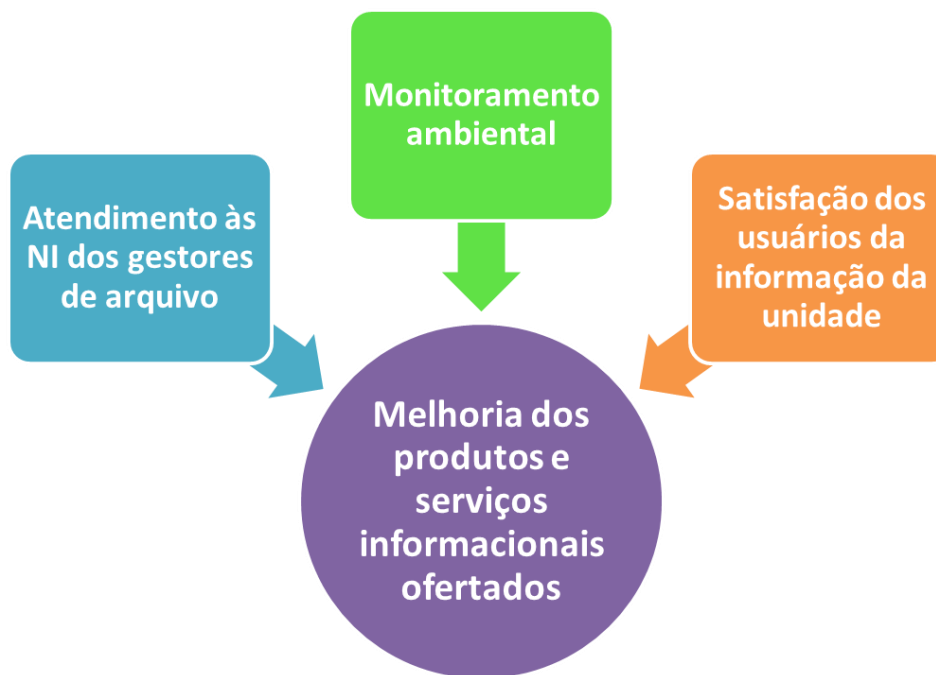 Monitoramento
ambiental
Atendimento às
NI dos gestores
de arquivo
Satisfação dos
usuários da
informação da
unidade
Melhoria dos
produtos e
serviços
informacionais
ofertados